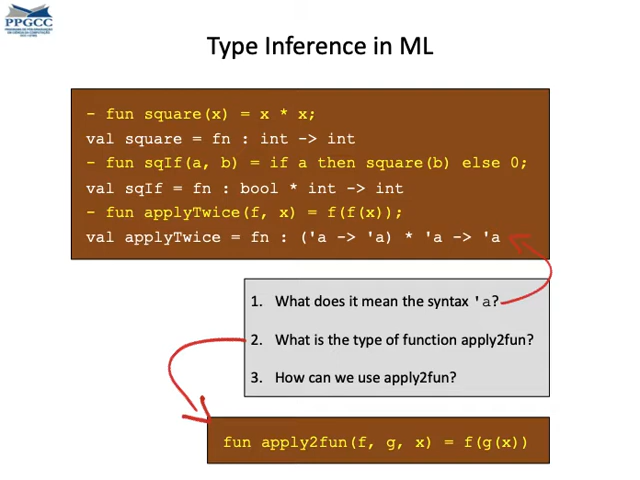 PPGCC
Type Inference in ML
- fun square(x) = x * x;
val square = fn : int -> int
- fun sqIf(a, b) = if a then square(b) else 0;
val sqIf = fn : bool * int -> int
- fun applyTwice(f, x) = f(f(x));
val applyTwice = fn : ('a -> 'a) * 'a -> 'a
1. What does it mean the syntax 'a?
2. What is the type of function apply2fun?
3. How can we use apply2fun?
fun apply2fun(f, g, x) = f(g(x))